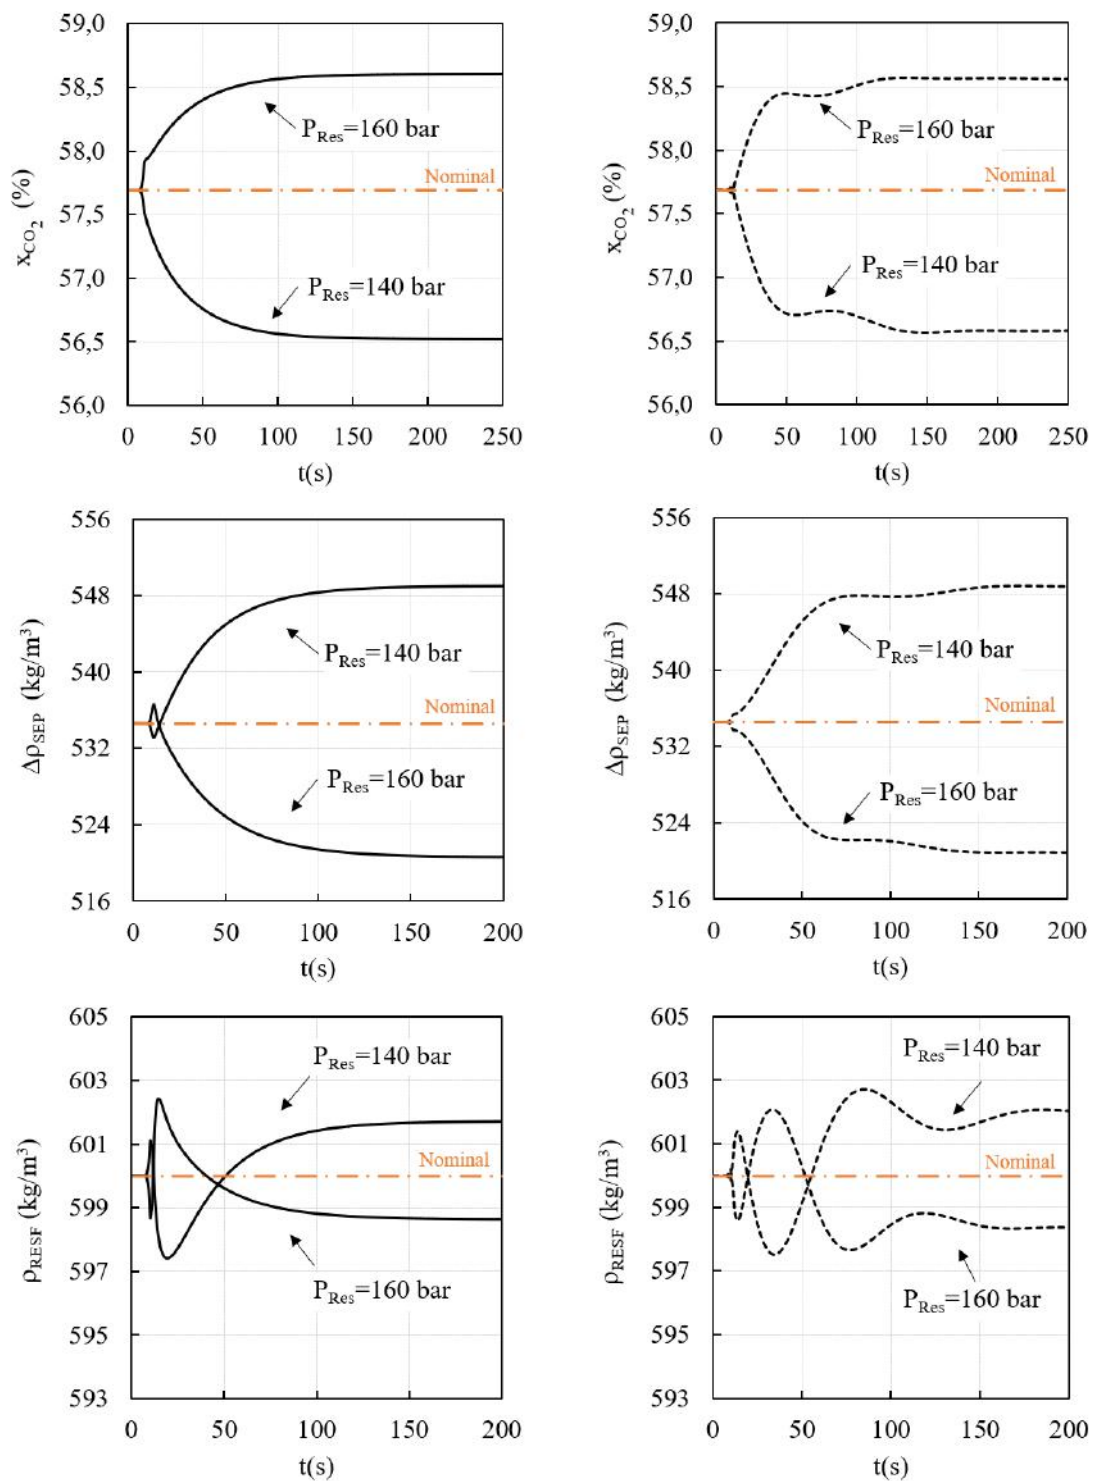 59,0
58,5
58,0
57,5
57,0
56,5
56,0
x_CO2 (%)
P_Res=160 bar
Nominal
P_Res=140 bar
0 50 100 150 200 250
t(s)
59,0
58,5
58,0
57,5
57,0
56,5
56,0
x_CO2 (%)
P_Res=160 bar
Nominal
P_Res=140 bar
0 50 100 150 200 250
t(s)
556
548
540
532
524
516
Δρ_SEP (kg/m³)
P_Res=140 bar
Nominal
P_Res=160 bar
0 50 100 150 200
t(s)
556
548
540
532
524
516
Δρ_SEP (kg/m³)
P_Res=140 bar
Nominal
P_Res=160 bar
0 50 100 150 200
t(s)
605
603
601
599
597
595
593
ρ_RESF (kg/m³)
P_Res=140 bar
Nominal
P_Res=160 bar
0 50 100 150 200
t(s)
605
603
601
599
597
595
593
ρ_RESF (kg/m³)
P_Res=140 bar
Nominal
P_Res=160 bar
0 50 100 150 200
t(s)